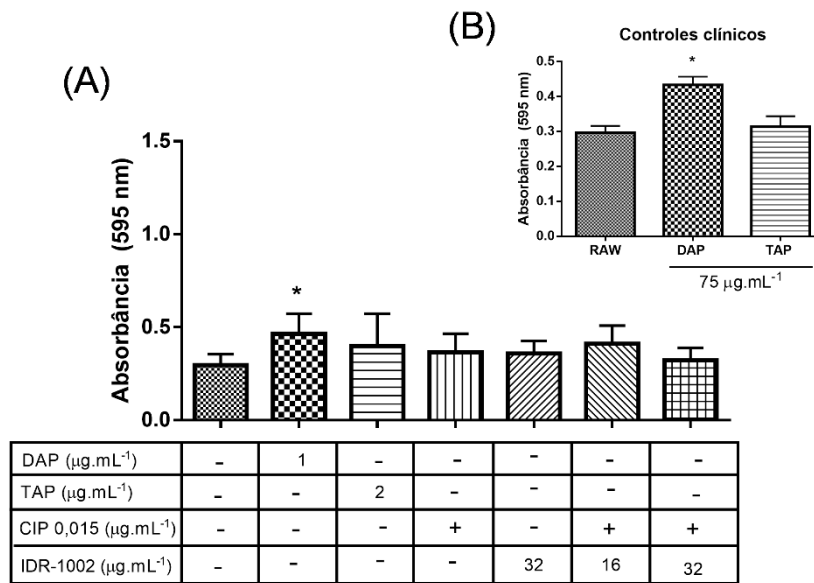 (B)
Controles clínicos
*
0.5
0.4
0.3
0.2
0.1
0.0
Absorbância (595 nm)
RAW DAP TAP
75 μg.mL⁻¹
(A)
1.5
1.0
0.5
0.0
Absorbância (595 nm)
*
DAP (μg.mL⁻¹) - 1 - - - - -
TAP (μg.mL⁻¹) - - 2 - - - -
CIP 0,015 (μg.mL⁻¹) - - - + - + +
IDR-1002 (μg.mL⁻¹) - - - - 32 16 32